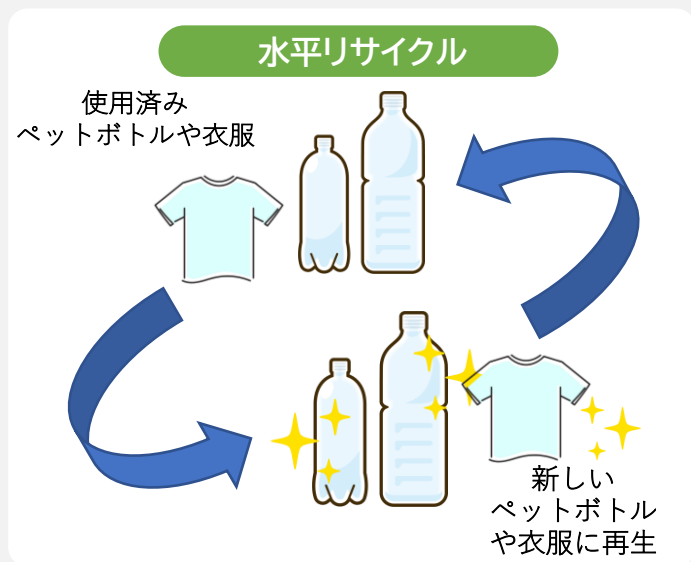 水平リサイクル
使用済み
ペットボトルや衣服
新しい
ペットボトル
や衣服に再生